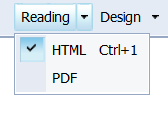 Reading Design
HTML Ctrl+1
PDF